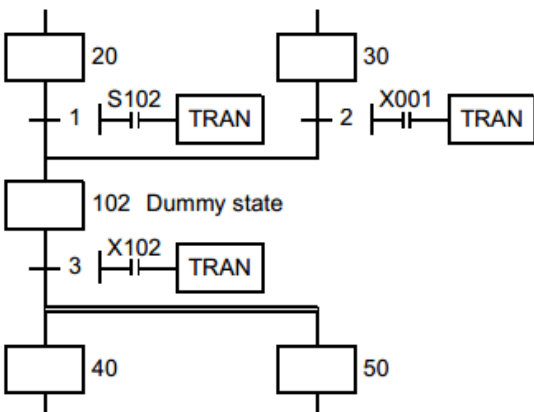 20
30
1 S102 TRAN
2 X001 TRAN
102 Dummy state
3 X102 TRAN
40
50